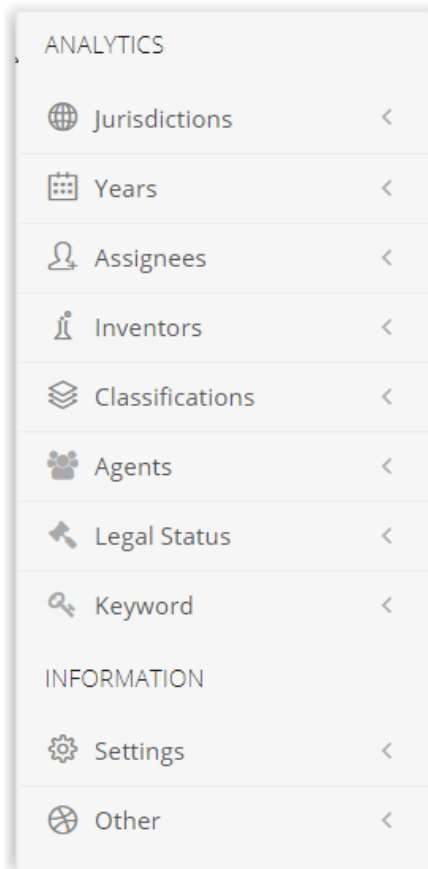 ANALYTICS
Jurisdictions
Years
Assignees
Inventors
Classifications
Agents
Legal Status
Keyword
INFORMATION
Settings
Other